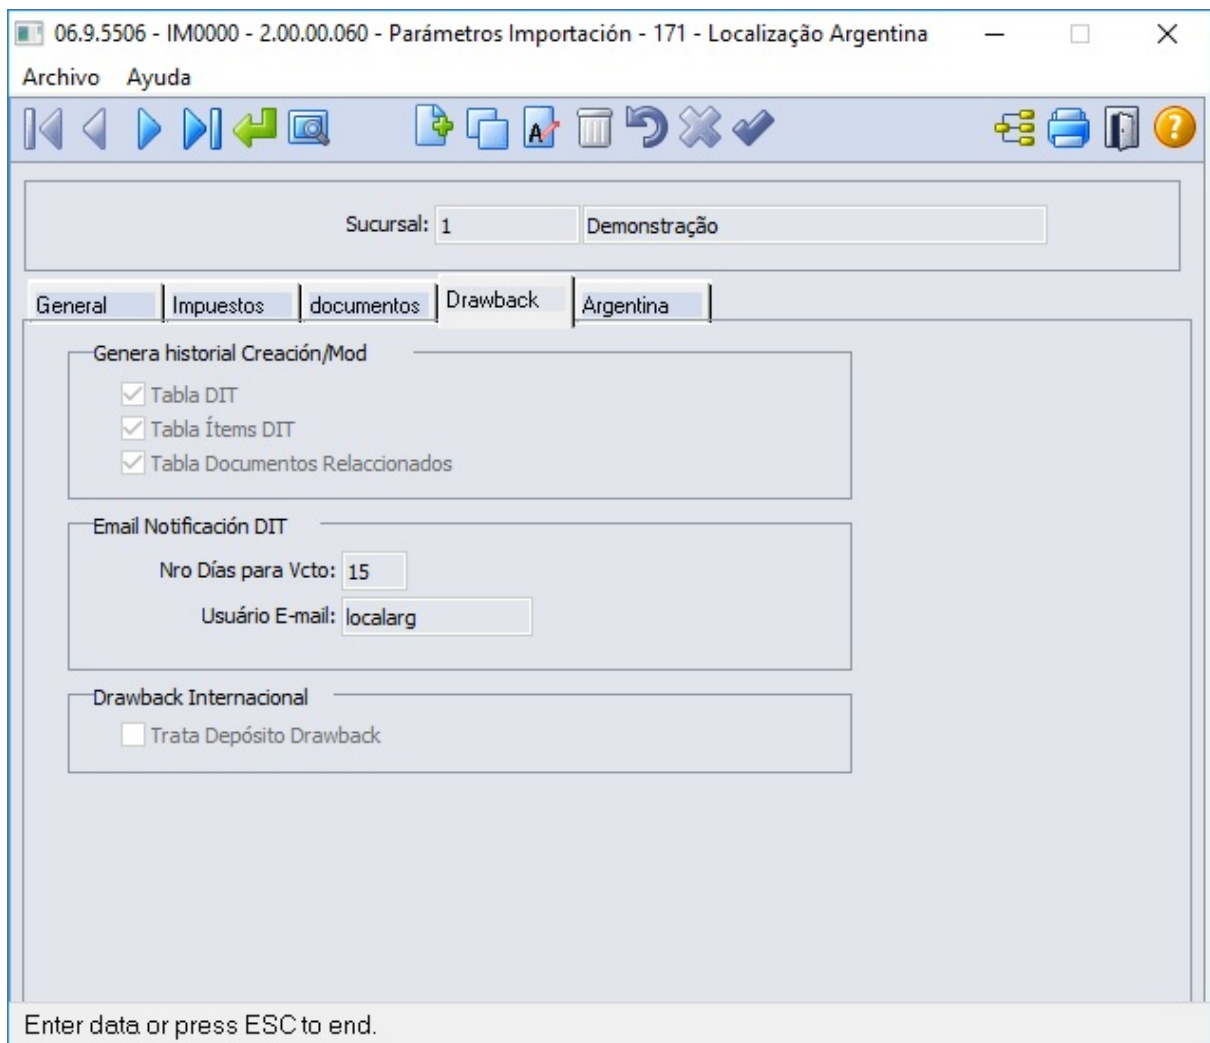 06.9.5506 - IM0000 - 2.00.00.060 - Parámetros Importación - 171 - Localização Argentina
Archivo Ayuda
Sucursal: 1 Demonstração
General Impuestos documentos Drawback Argentina
Genera historial Creación/Mod
Tabla DIT
Tabla Ítems DIT
Tabla Documentos Relaccionados
Email Notificación DIT
Nro Días para Vcto: 15
Usuário E-mail: localarg
Drawback Internacional
Trata Depósito Drawback
Enter data or press ESC to end.